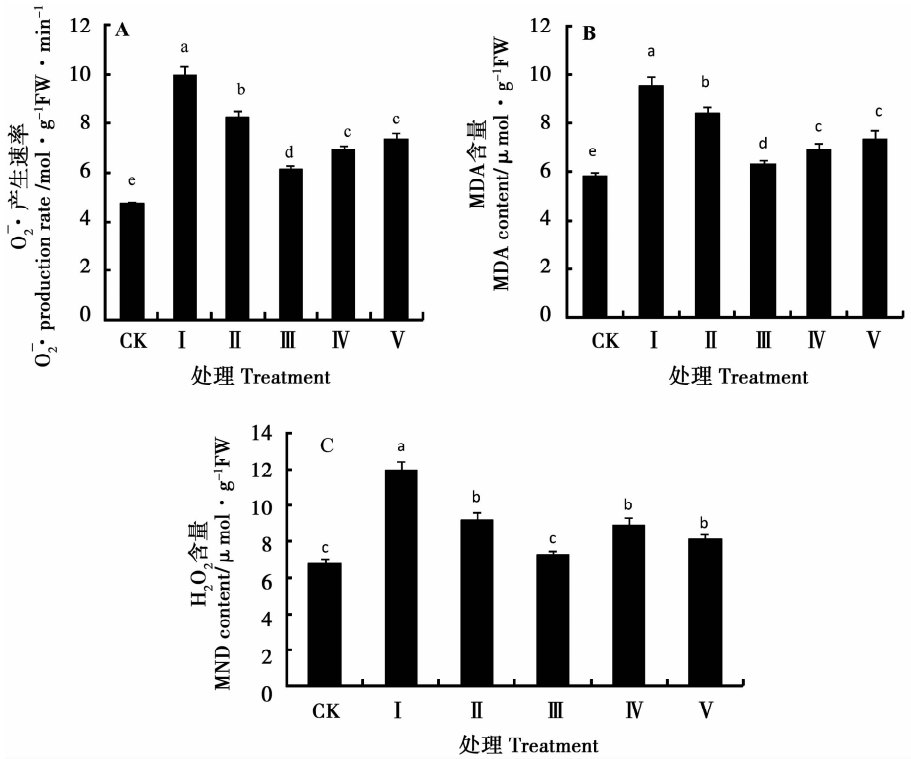 A
O₂⁻·产生速率
O₂⁻· production rate /mol·g⁻¹FW·min⁻¹
12
10
8
6
4
2
0
e
a
b
d
c
c
CK Ⅰ Ⅱ Ⅲ Ⅳ Ⅴ
处理 Treatment
B
MDA含量
MDA content/μmol·g⁻¹FW
12
10
8
6
4
2
0
e
a
b
d
c
c
CK Ⅰ Ⅱ Ⅲ Ⅳ Ⅴ
处理 Treatment
C
H₂O₂含量
MND content/μmol·g⁻¹FW
14
12
10
8
6
4
2
0
c
a
b
c
b
b
CK Ⅰ Ⅱ Ⅲ Ⅳ Ⅴ
处理 Treatment